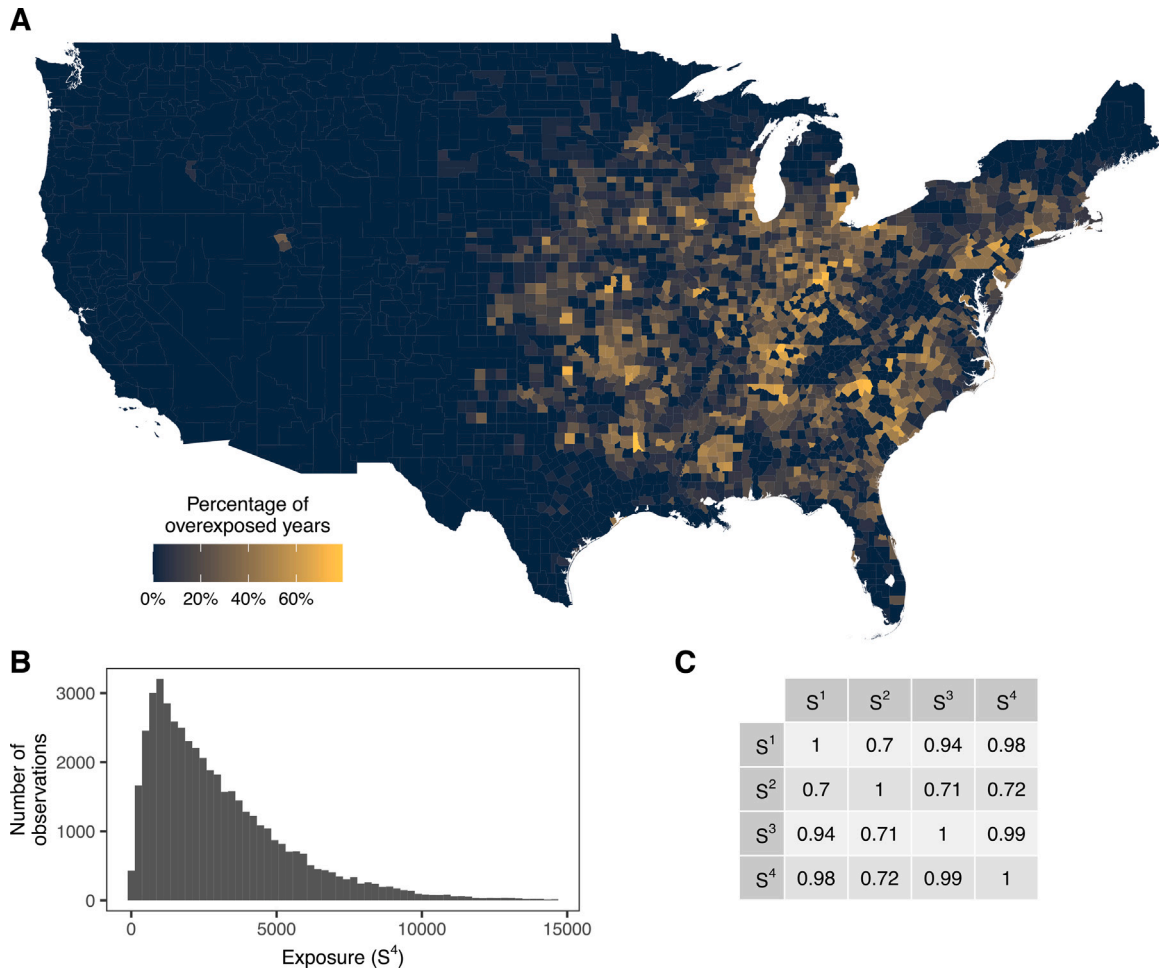 A
Percentage of
overexposed years
0% 20% 40% 60%
B
Number of
observations
3000
2000
1000
0
0 5000 10000 15000
Exposure (S⁴)
C
S¹ S² S³ S⁴
S¹ 1 0.7 0.94 0.98
S² 0.7 1 0.71 0.72
S³ 0.94 0.71 1 0.99
S⁴ 0.98 0.72 0.99 1